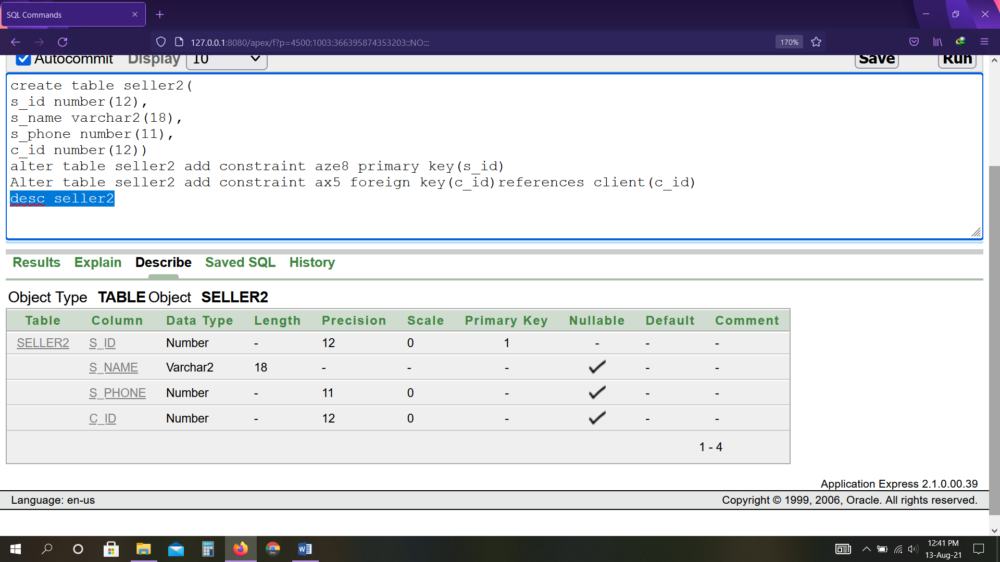 SQL Commands
127.0.0.1:8080/apex/f?p=4500:1003:366395874353203::NO:::
170%
Autocommit Display 10 Save Run
create table seller2(
s_id number(12),
s_name varchar2(18),
s_phone number(11),
c_id number(12))
alter table seller2 add constraint aze8 primary key(s_id)
Alter table seller2 add constraint ax5 foreign key(c_id)references client(c_id)
desc seller2
Results Explain Describe Saved SQL History
Object Type TABLE Object SELLER2
Table Column Data Type Length Precision Scale Primary Key Nullable Default Comment
SELLER2 S_ID Number - 12 0 1 - - -
S_NAME Varchar2 18 - - - - -
S_PHONE Number - 11 0 - - -
C_ID Number - 12 0 - - -
1 - 4
Application Express 2.1.0.00.39
Language: en-us Copyright © 1999, 2006, Oracle. All rights reserved.
12:41 PM
13-Aug-21